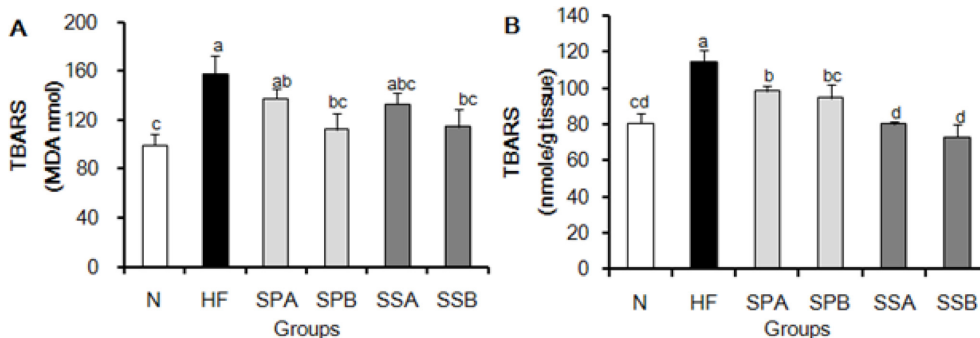 A
TBARS
(MDA nmol)
200
160
120
80
40
0
c
a
ab
bc
abc
bc
N HF SPA SPB SSA SSB
Groups
B
TBARS
(nmole/g tissue)
140
120
100
80
60
40
20
0
cd
a
b
bc
d
d
N HF SPA SPB SSA SSB
Groups